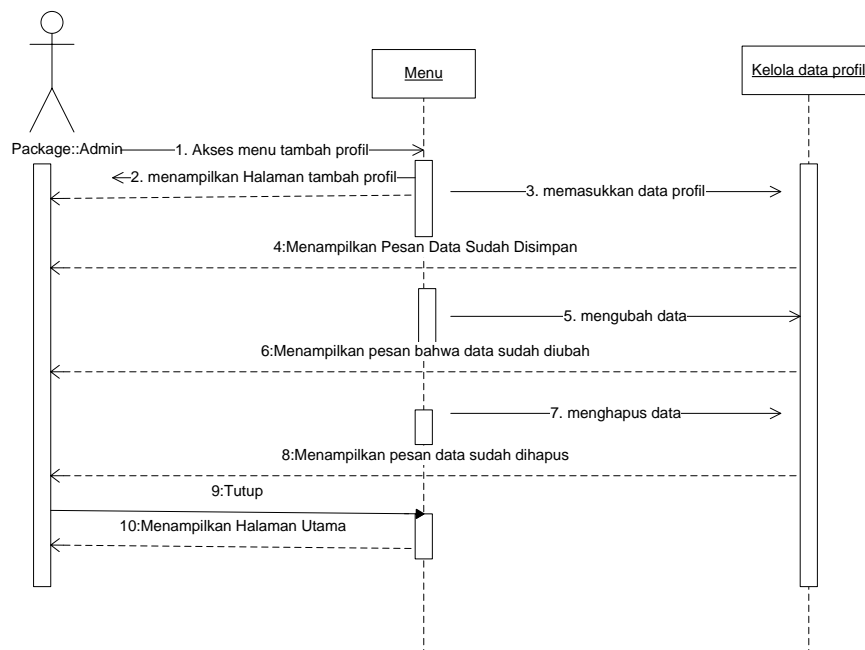 Menu
Kelola data profil
Package::Admin
1. Akses menu tambah profil
2. menampilkan Halaman tambah profil
3. memasukkan data profil
4:Menampilkan Pesan Data Sudah Disimpan
5. mengubah data
6:Menampilkan pesan bahwa data sudah diubah
7. menghapus data
8:Menampilkan pesan data sudah dihapus
9:Tutup
10:Menampilkan Halaman Utama